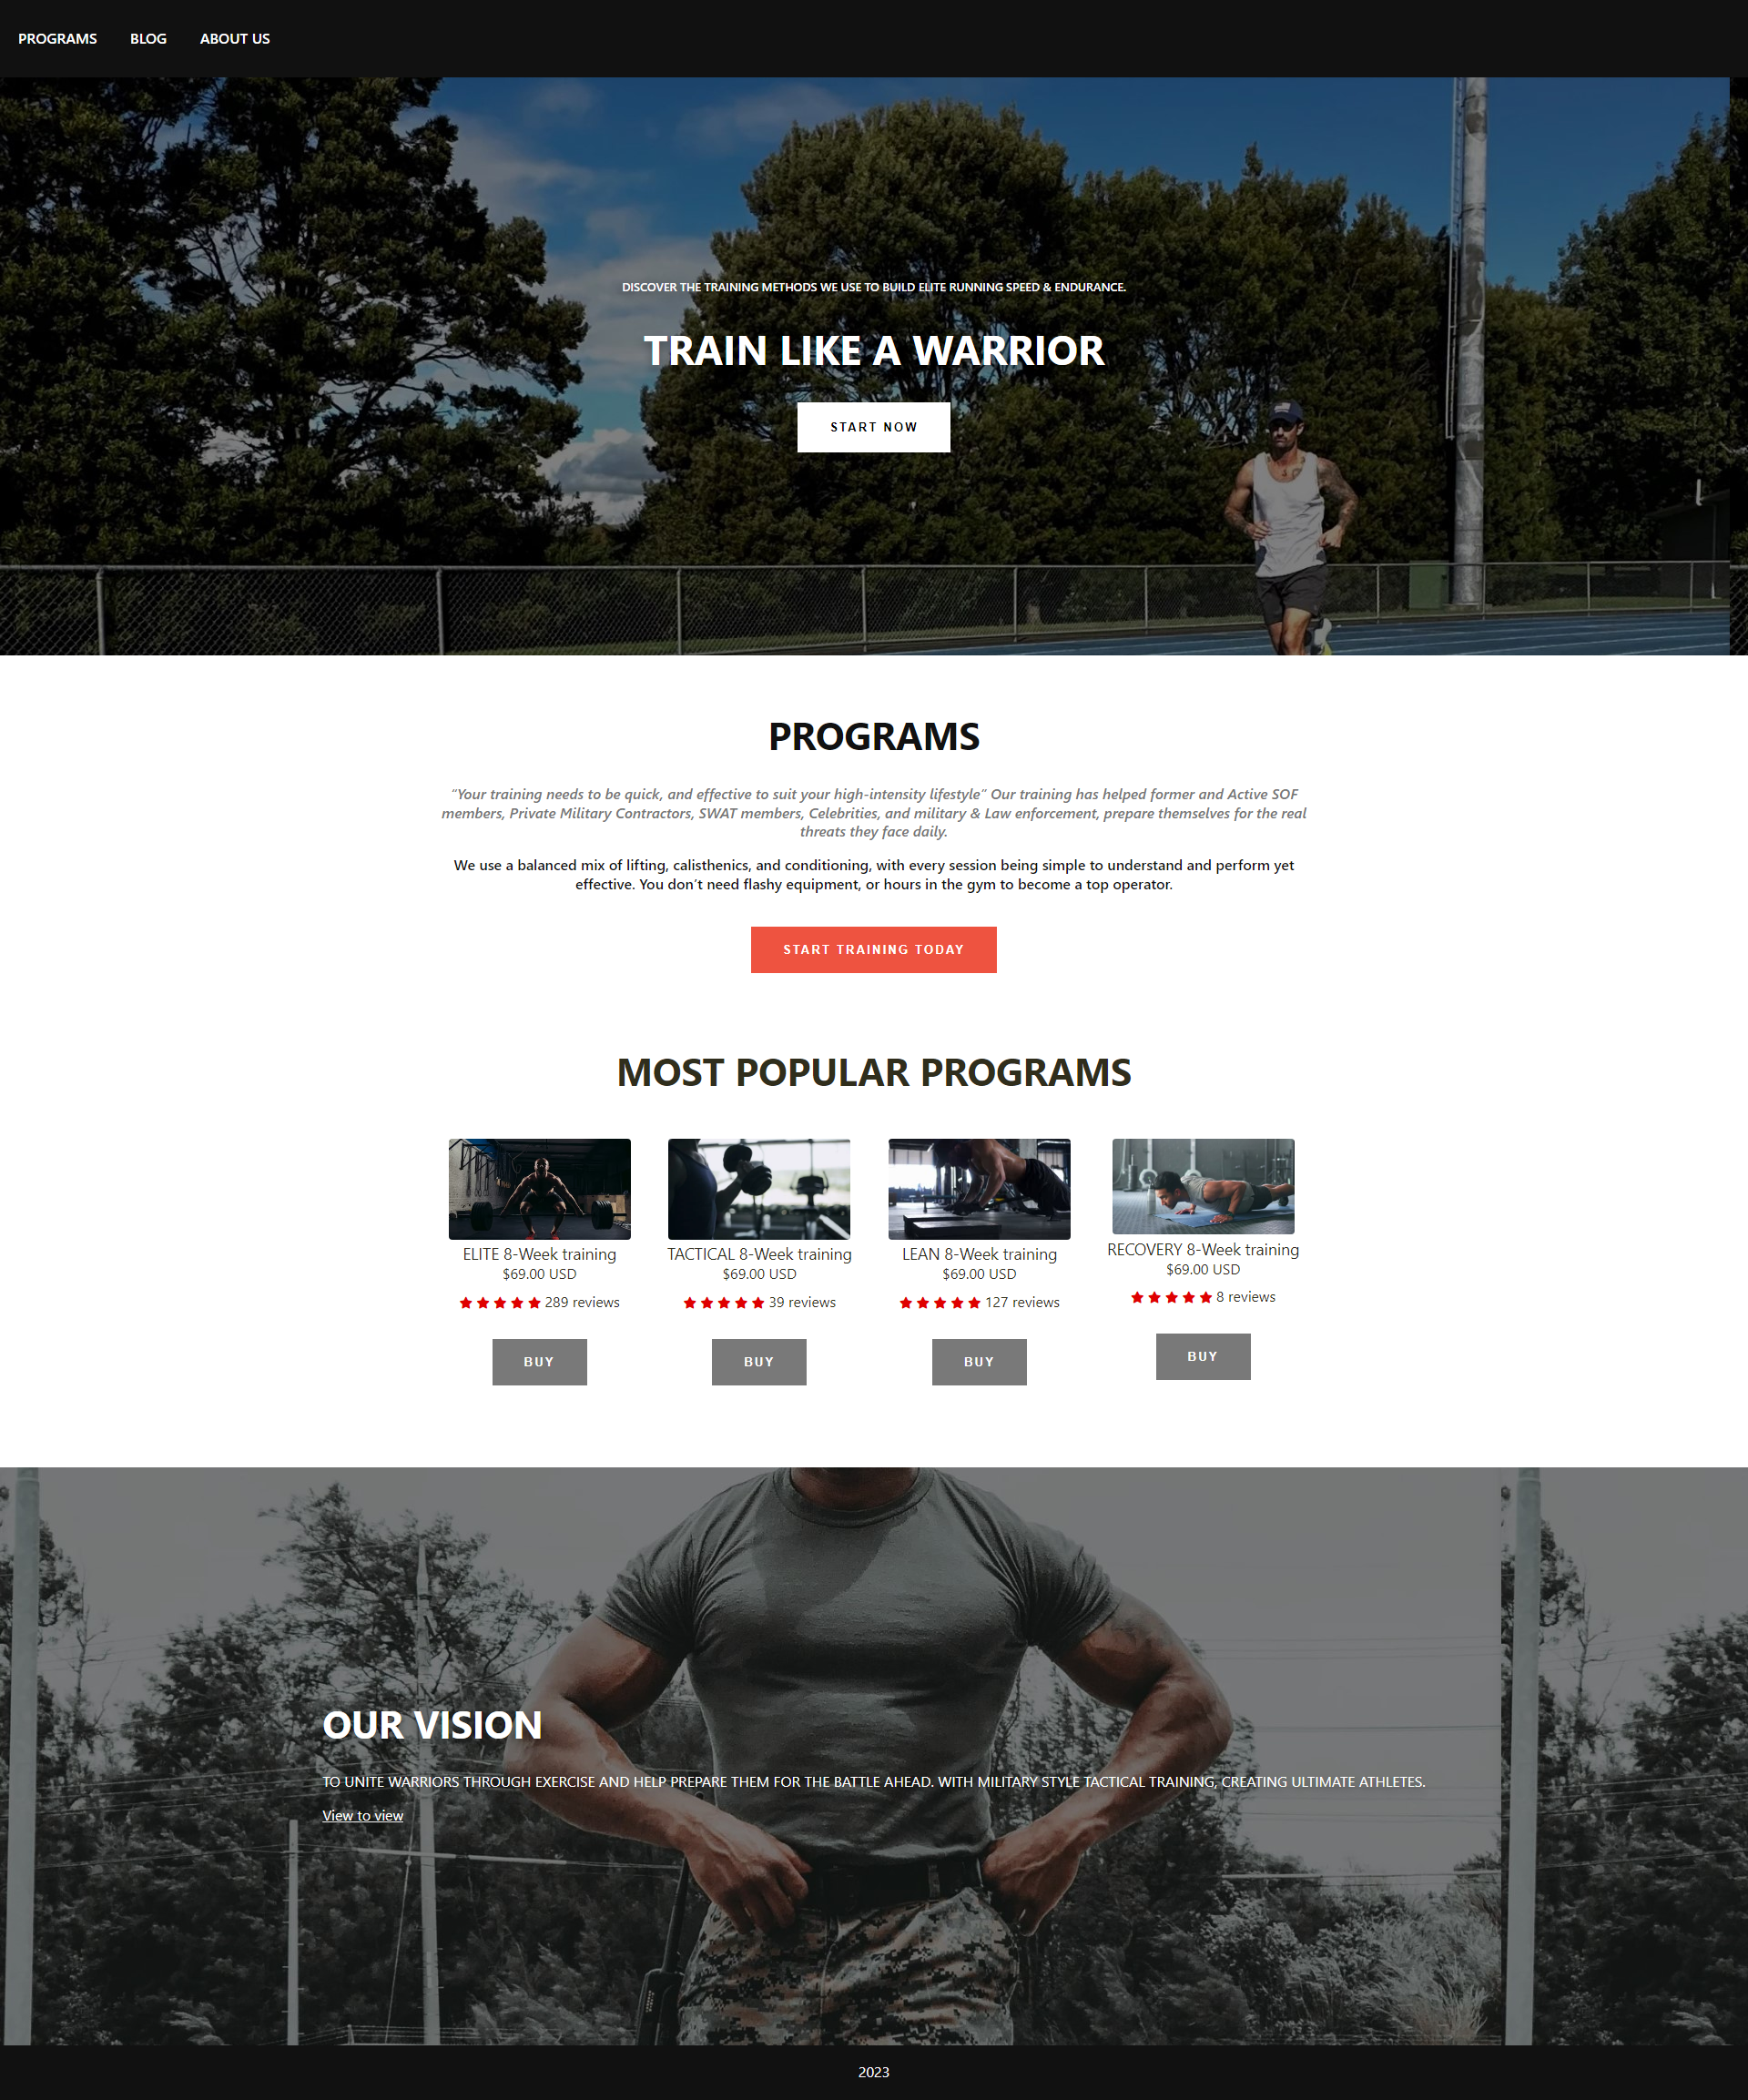 PROGRAMS BLOG ABOUT US
DISCOVER THE TRAINING METHODS WE USE TO BUILD ELITE RUNNING SPEED & ENDURANCE.
TRAIN LIKE A WARRIOR
START NOW
PROGRAMS
“Your training needs to be quick, and effective to suit your high-intensity lifestyle” Our training has helped former and Active SOF
members, Private Military Contractors, SWAT members, Celebrities, and military & Law enforcement, prepare themselves for the real
threats they face daily.
We use a balanced mix of lifting, calisthenics, and conditioning, with every session being simple to understand and perform yet
effective. You don’t need flashy equipment, or hours in the gym to become a top operator.
START TRAINING TODAY
MOST POPULAR PROGRAMS
ELITE 8-Week training
$69.00 USD
289 reviews
BUY
TACTICAL 8-Week training
$69.00 USD
39 reviews
BUY
LEAN 8-Week training
$69.00 USD
127 reviews
BUY
RECOVERY 8-Week training
$69.00 USD
8 reviews
BUY
OUR VISION
TO UNITE WARRIORS THROUGH EXERCISE AND HELP PREPARE THEM FOR THE BATTLE AHEAD. WITH MILITARY STYLE TACTICAL TRAINING, CREATING ULTIMATE ATHLETES.
View to view
2023